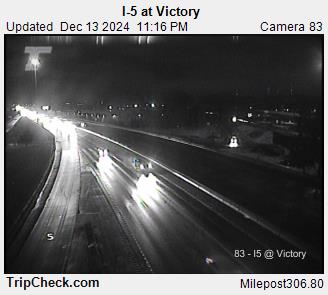 I-5 at Victory
Updated  Dec 13 2024  11:16 PM
Camera 83
T
S
83 - I5 @ Victory
TripCheck.com
Milepost306.80